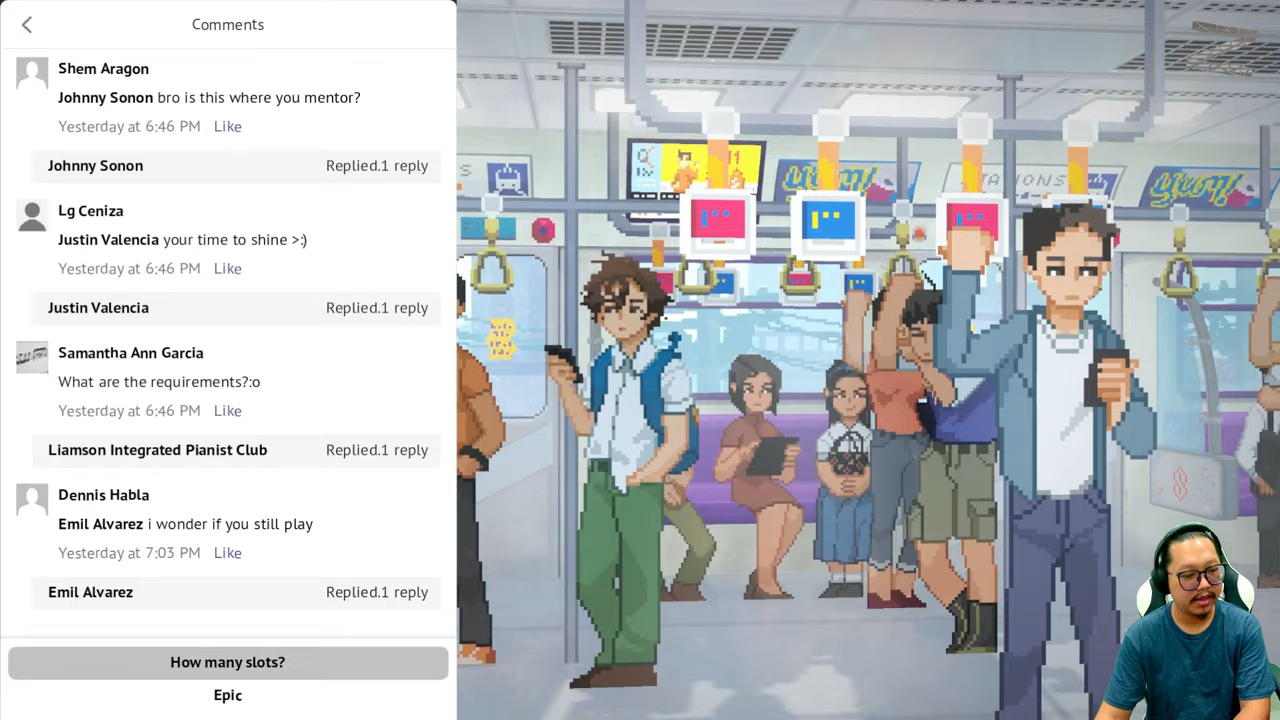 Comments
Shem Aragon
Johnny Sonon bro is this where you mentor?
Yesterday at 6:46 PM Like
Johnny Sonon Replied.1 reply
Lg Ceniza
Justin Valencia your time to shine >:)
Yesterday at 6:46 PM Like
Justin Valencia Replied.1 reply
Samantha Ann Garcia
What are the requirements?:o
Yesterday at 6:46 PM Like
Liamson Integrated Pianist Club Replied.1 reply
Dennis Habla
Emil Alvarez i wonder if you still play
Yesterday at 7:03 PM Like
Emil Alvarez Replied.1 reply
How many slots?
Epic